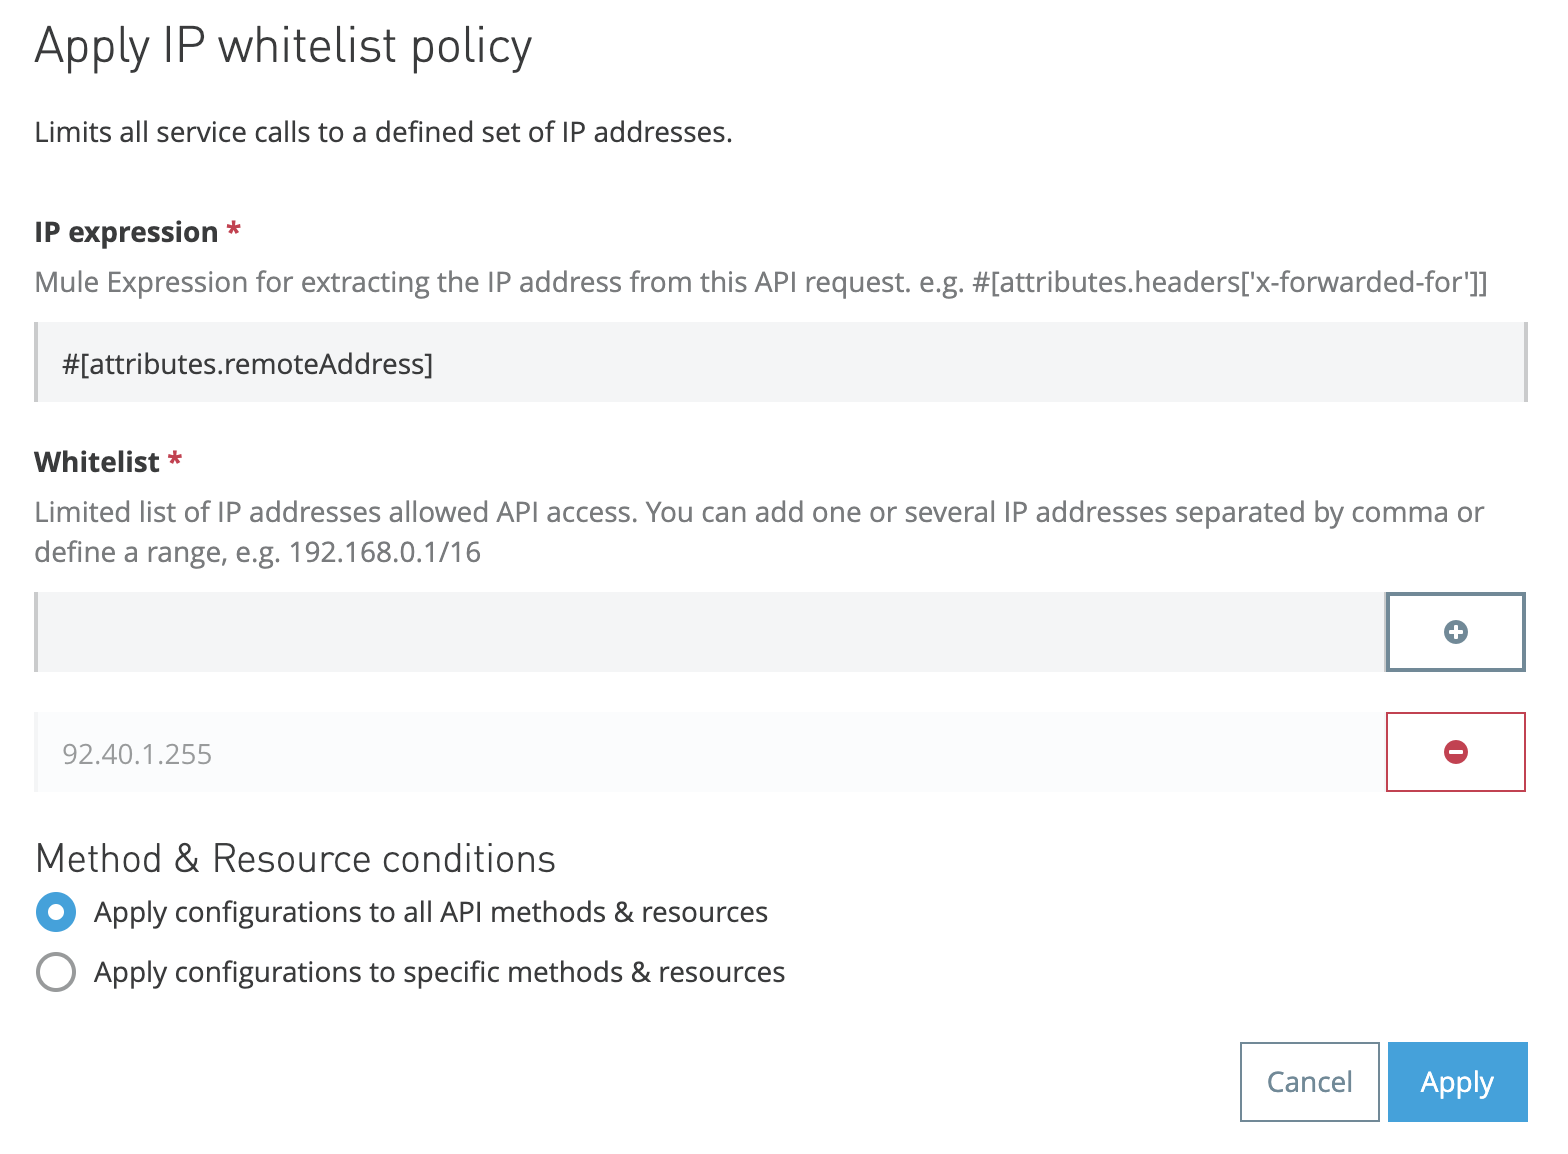 Apply IP whitelist policy
Limits all service calls to a defined set of IP addresses.
IP expression *
Mule Expression for extracting the IP address from this API request. e.g. #[attributes.headers['x-forwarded-for']]
#[attributes.remoteAddress]
Whitelist *
Limited list of IP addresses allowed API access. You can add one or several IP addresses separated by comma or
define a range, e.g. 192.168.0.1/16
92.40.1.255
Method & Resource conditions
Apply configurations to all API methods & resources
Apply configurations to specific methods & resources
Cancel Apply